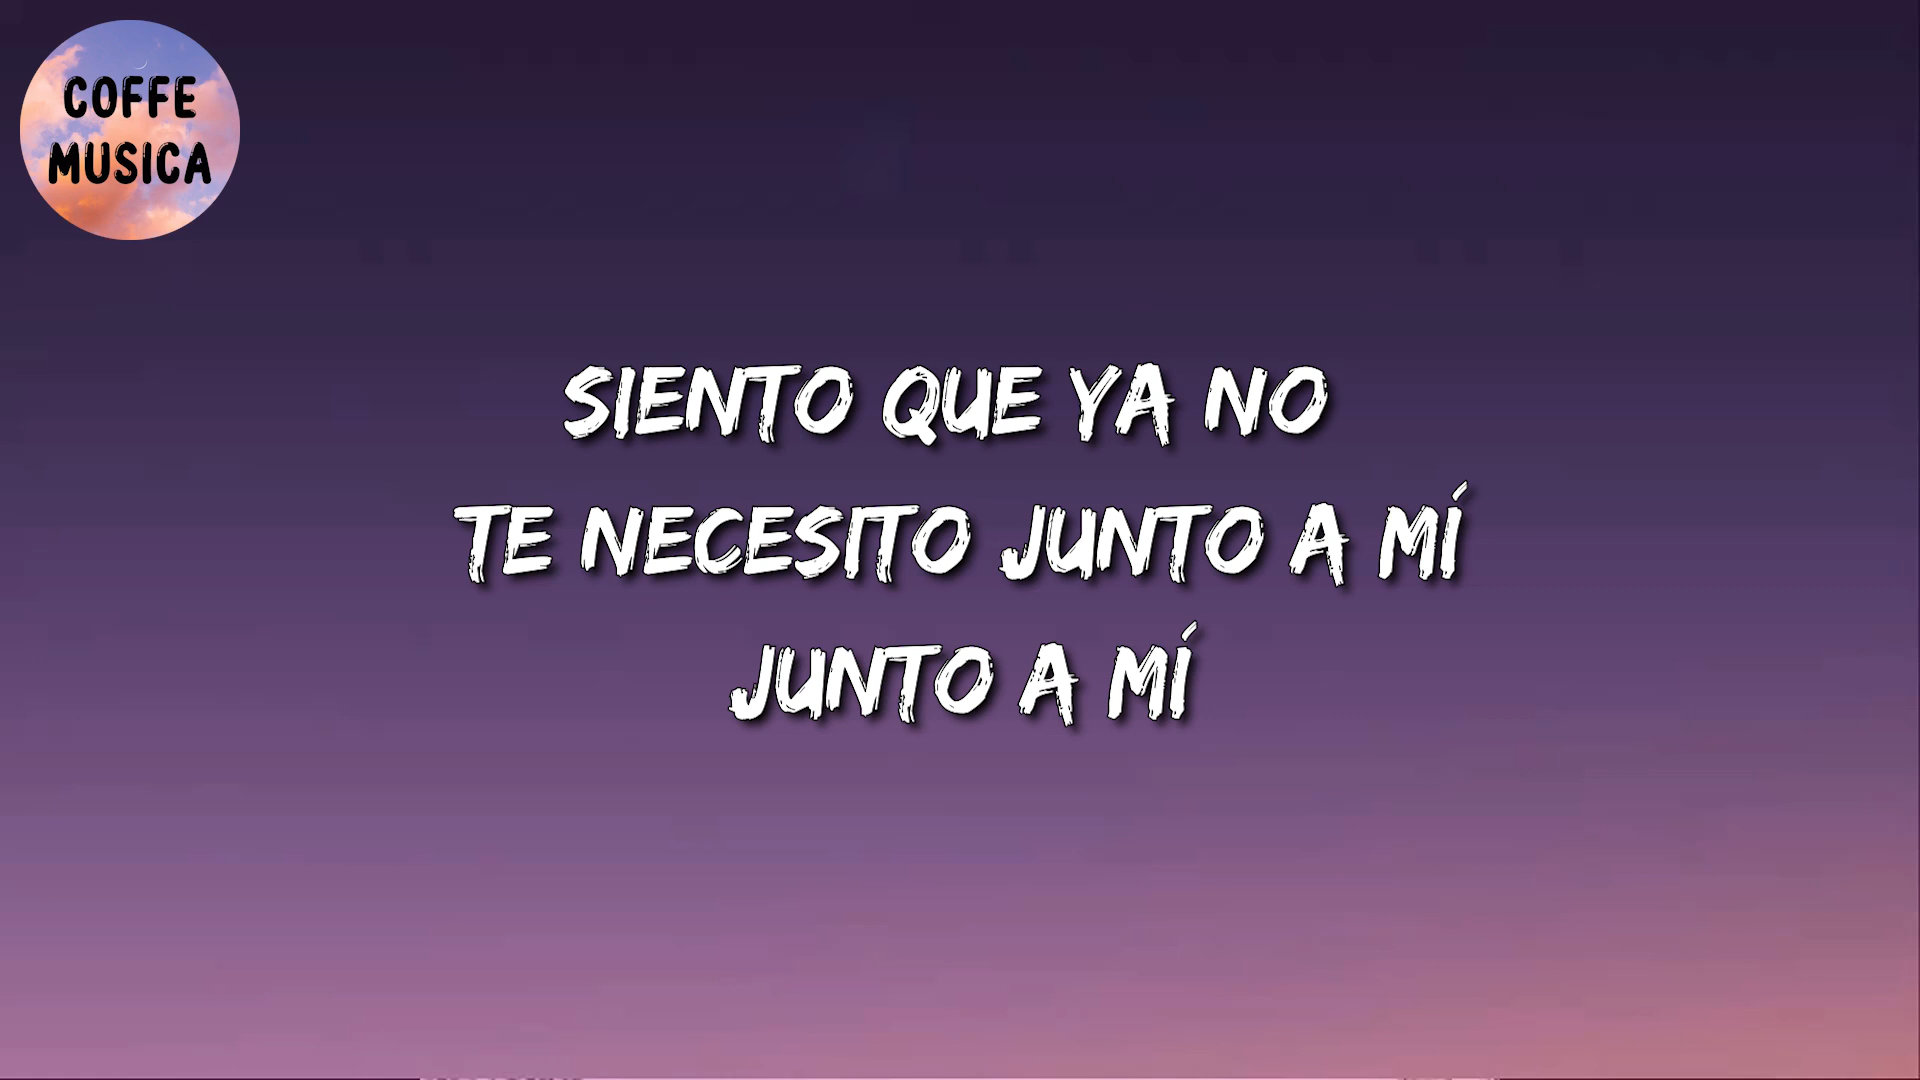 COFFE
MUSICA
SIENTO QUE YA NO
TE NECESITO JUNTO A MÍ
JUNTO A MÍ